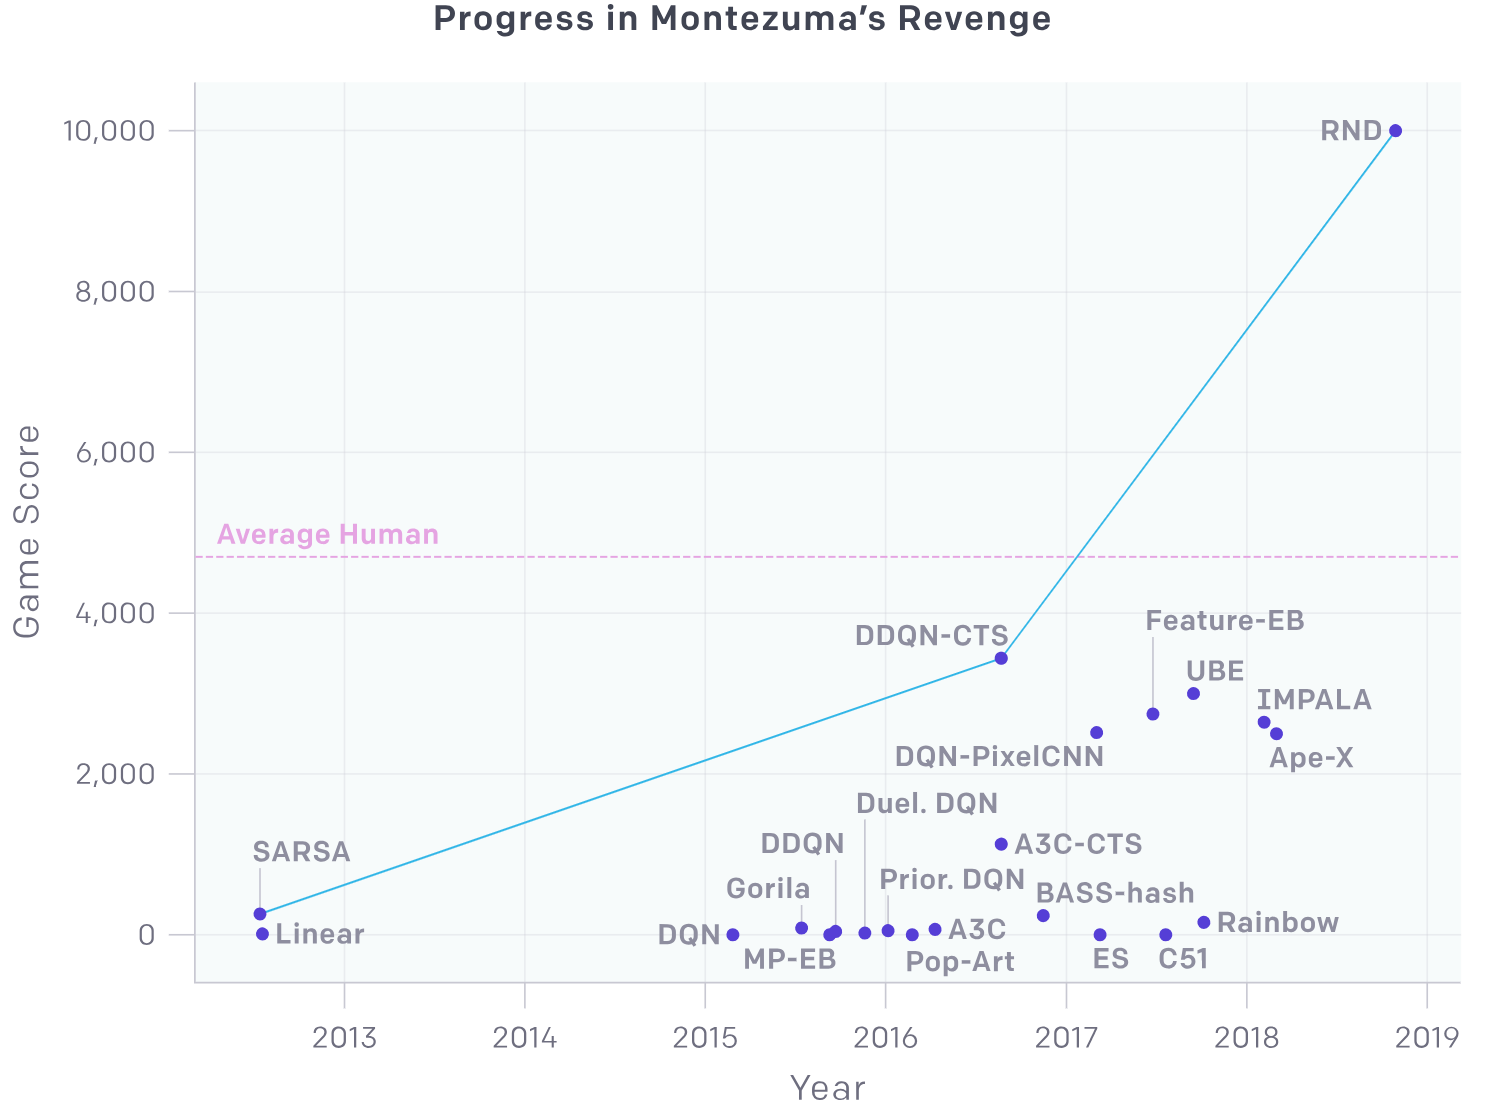 Progress in Montezuma’s Revenge
10,000
RND
8,000
6,000
Average Human
4,000
Feature-EB
DDQN-CTS
UBE
IMPALA
DQN-PixelCNN
Ape-X
2,000
Duel. DQN
DDQN
A3C-CTS
SARSA
Prior. DQN
Gorila
BASS-hash
Rainbow
A3C
0
Linear
DQN
MP-EB
Pop-Art
ES
C51
2013
2014
2015
2016
2017
2018
2019
Year
Game Score